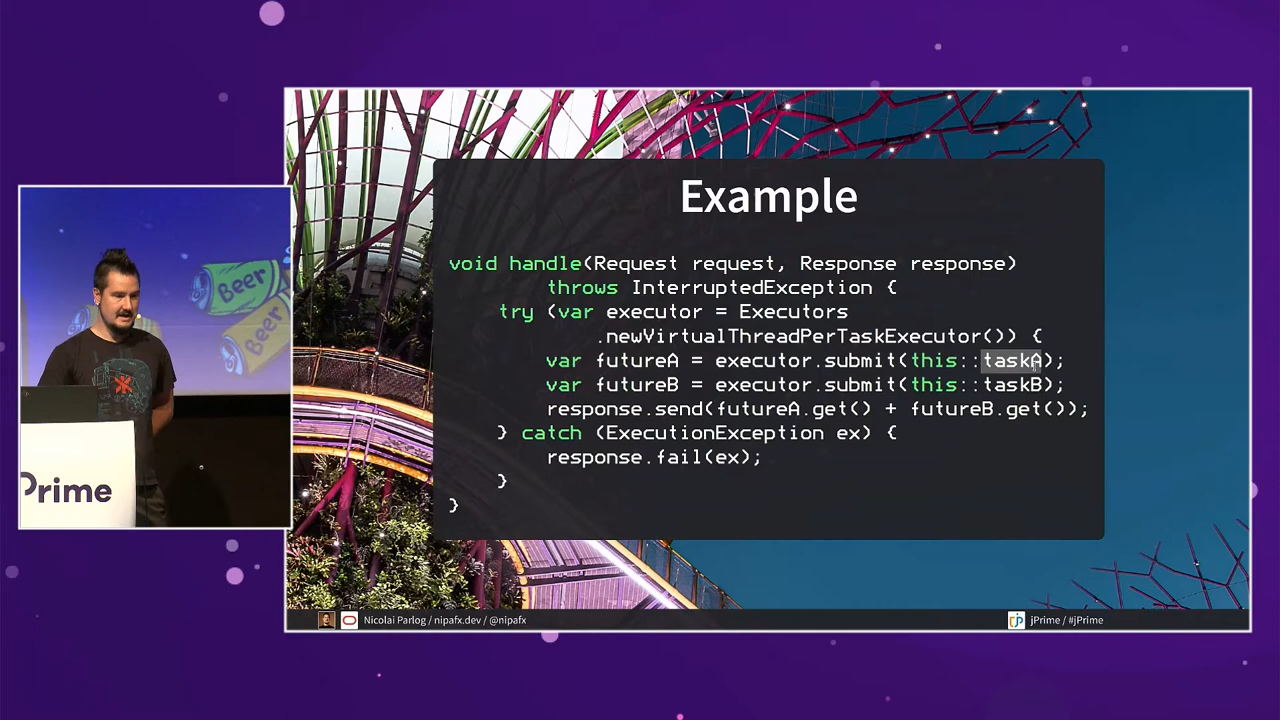 Beer
Beer
Prime
Example
void handle(Request request, Response response)
throws InterruptedException {
try (var executor = Executors
.newVirtualThreadPerTaskExecutor()) {
var futureA = executor.submit(this::taskA);
var futureB = executor.submit(this::taskB);
response.send(futureA.get() + futureB.get());
} catch (ExecutionException ex) {
response.fail(ex);
}
}
Nicolai Parlog / nipafx.dev / @nipafx
jPrime / #jPrime